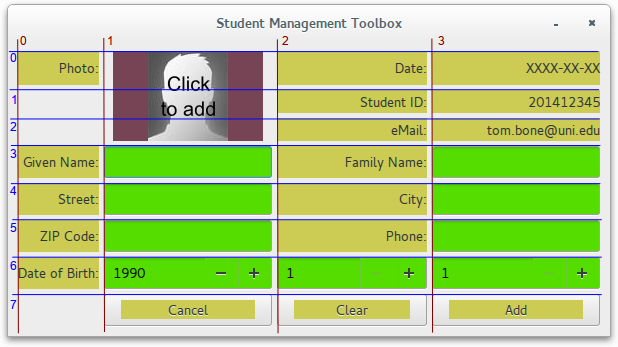 Student Management Toolbox - ×
0 1 2 3
0 Photo: Click to add Date: XXXX-XX-XX
1 Student ID: 201412345
2 eMail: tom.bone@uni.edu
3 Given Name: Family Name:
4 Street: City:
5 ZIP Code: Phone:
6 Date of Birth: 1990 − + 1 − + 1 − +
7 Cancel Clear Add